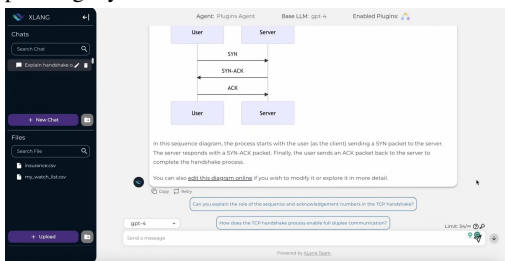 XLANG
Agent: Plugins Agent
Base LLM: gpt-4
Enabled Plugins:
Chats
Search Chat
Explain handshake o
+ New Chat
Files
Search File
insurance.csv
my_watch_list.csv
+ Upload
User
Server
SYN
SYN-ACK
ACK
User
Server
In this sequence diagram, the process starts with the user (as the client) sending a SYN packet to the server.
The server responds with a SYN-ACK packet. Finally, the user sends an ACK packet back to the server to
complete the handshake process.
You can also edit this diagram online if you wish to modify it or explore it in more detail.
Copy
Retry
Can you explain the role of the sequence and acknowledgement numbers in the TCP handshake?
gpt-4
How does the TCP handshake process enable full duplex communication?
Send a message
Powered by XLang Team